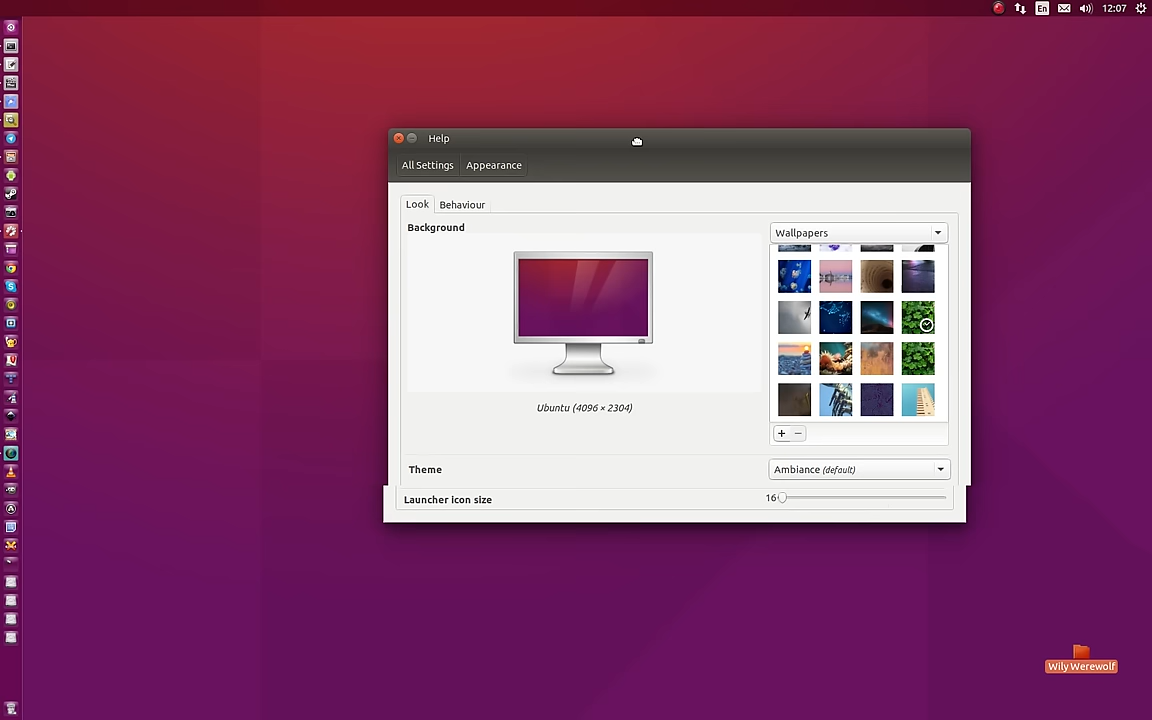 En
12:07
Help
All Settings
Appearance
Look
Behaviour
Background
Wallpapers
Ubuntu (4096 × 2304)
+ −
Theme
Ambiance (default)
Launcher icon size
16
Wily Werewolf